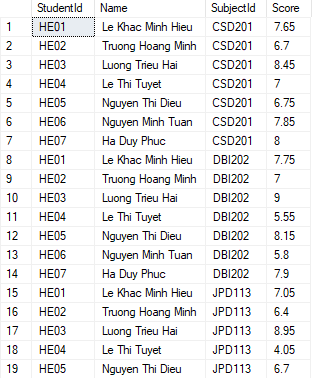 StudentId Name SubjectId Score
1 HE01 Le Khac Minh Hieu CSD201 7.65
2 HE02 Truong Hoang Minh CSD201 6.7
3 HE03 Luong Trieu Hai CSD201 8.45
4 HE04 Le Thi Tuyet CSD201 7
5 HE05 Nguyen Thi Dieu CSD201 6.75
6 HE06 Nguyen Minh Tuan CSD201 7.85
7 HE07 Ha Duy Phuc CSD201 8
8 HE01 Le Khac Minh Hieu DBI202 7.75
9 HE02 Truong Hoang Minh DBI202 7
10 HE03 Luong Trieu Hai DBI202 9
11 HE04 Le Thi Tuyet DBI202 5.55
12 HE05 Nguyen Thi Dieu DBI202 8.15
13 HE06 Nguyen Minh Tuan DBI202 5.8
14 HE07 Ha Duy Phuc DBI202 7.9
15 HE01 Le Khac Minh Hieu JPD113 7.05
16 HE02 Truong Hoang Minh JPD113 6.4
17 HE03 Luong Trieu Hai JPD113 8.95
18 HE04 Le Thi Tuyet JPD113 4.05
19 HE05 Nguyen Thi Dieu JPD113 6.7